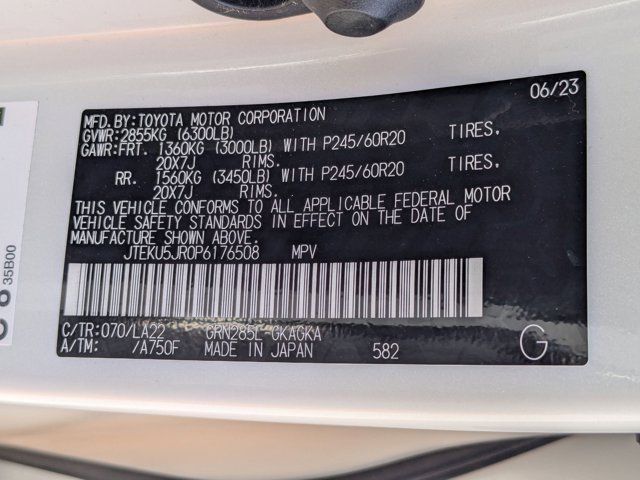 06/23
MFD.BY:TOYOTA MOTOR CORPORATION
GVWR:2855KG (6300LB)
GAWR:FRT. 1360KG (3000LB) WITH P245/60R20 TIRES,
20X7J RIMS.
RR. 1560KG (3450LB) WITH P245/60R20 TIRES,
20X7J RIMS.
THIS VEHICLE CONFORMS TO ALL APPLICABLE FEDERAL MOTOR
VEHICLE SAFETY STANDARDS IN EFFECT ON THE DATE OF
MANUFACTURE SHOWN ABOVE.
JTEKU5JR0P6176508 MPV
C/TR:070/LA22 GRN285L-GKAGKA
A/TM: /A750F MADE IN JAPAN 582
G
35B00